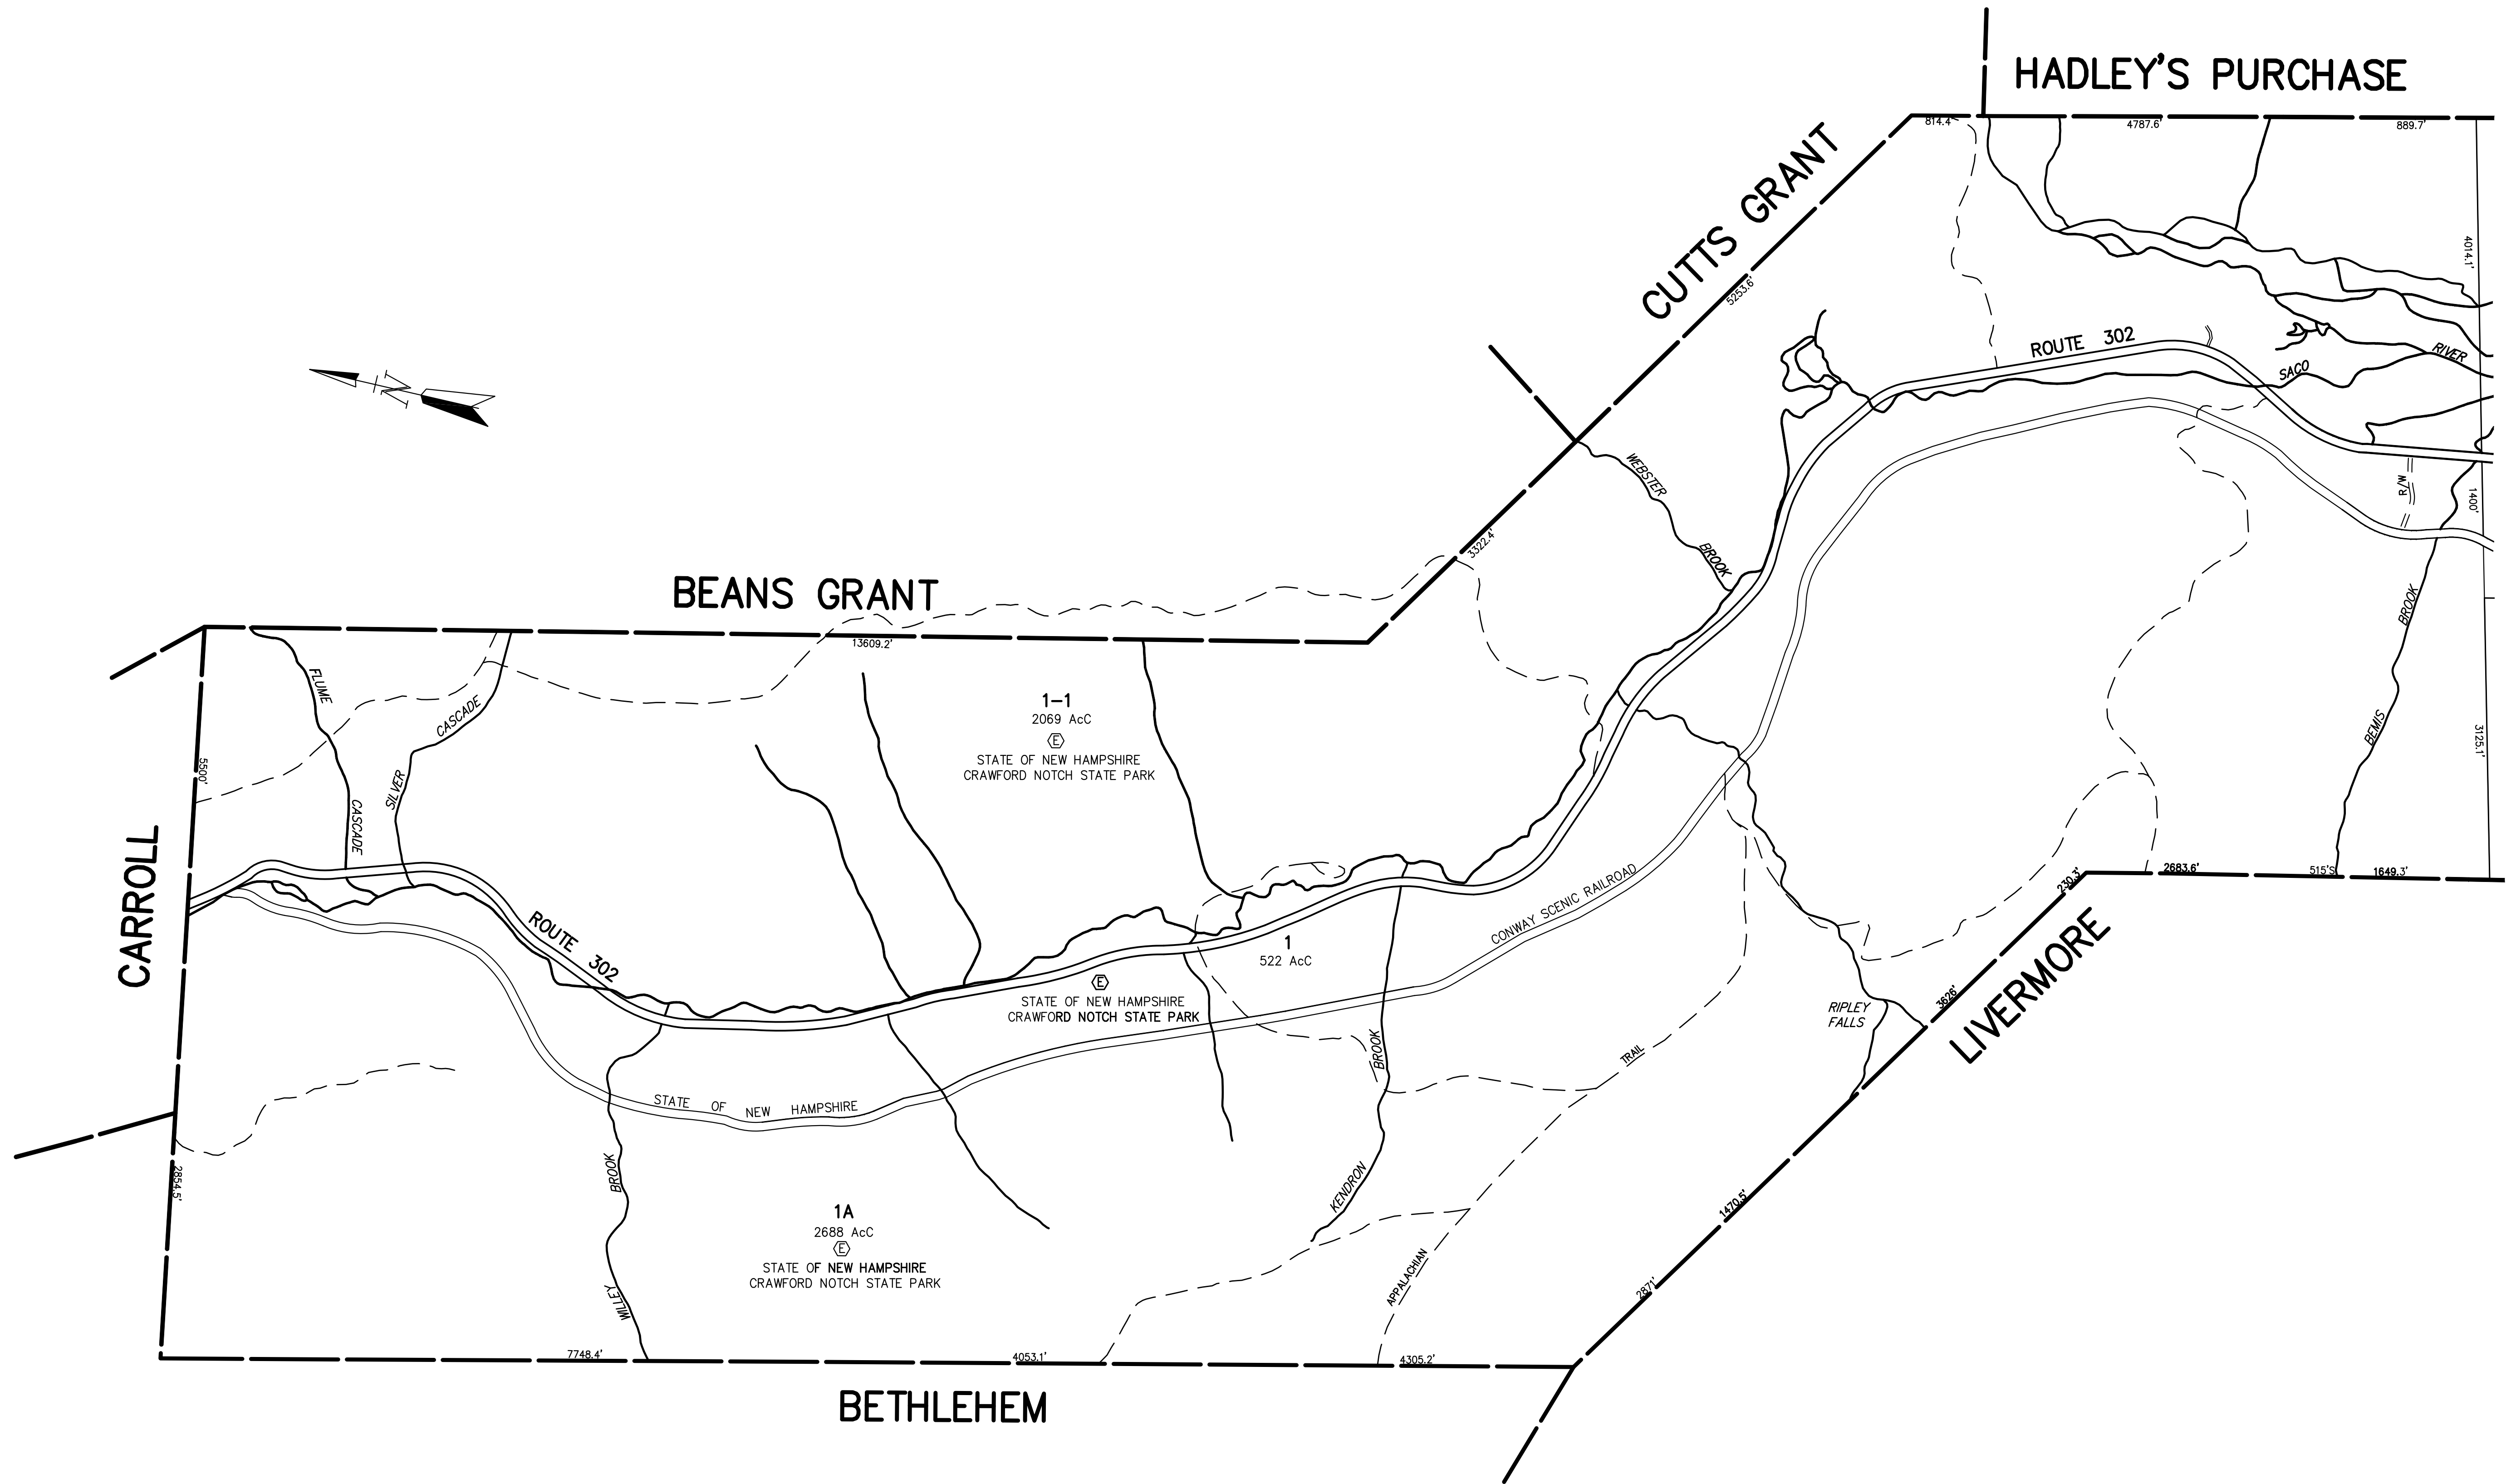 HADLEY'S PURCHASE
814.4'
4787.6'
889.7'
CUTTS GRANT
5253.6'
4014.1'
ROUTE 302
SACO
RIVER
N
WEBSTER
BROOK
R/W
1400'
3322.4'
BEANS GRANT
13609.2'
BROOK
BEMIS
3125.1'
FLUME
CASCADE
SILVER
CASCADE
5500'
1-1
2069 AcC
E
STATE OF NEW HAMPSHIRE
CRAWFORD NOTCH STATE PARK
CARROLL
ROUTE 302
CONWAY SCENIC RAILROAD
230.3'
2683.6'
515'S
1649.3'
1
522 AcC
E
STATE OF NEW HAMPSHIRE
CRAWFORD NOTCH STATE PARK
LIVERMORE
3626'
RIPLEY
FALLS
BROOK
TRAIL
STATE OF NEW HAMPSHIRE
2854.5'
BROOK
KENDRON
1470.5'
1A
2688 AcC
E
STATE OF NEW HAMPSHIRE
CRAWFORD NOTCH STATE PARK
WILLEY
APPALACHIAN
2871'
7748.4'
4053.1'
4305.2'
BETHLEHEM